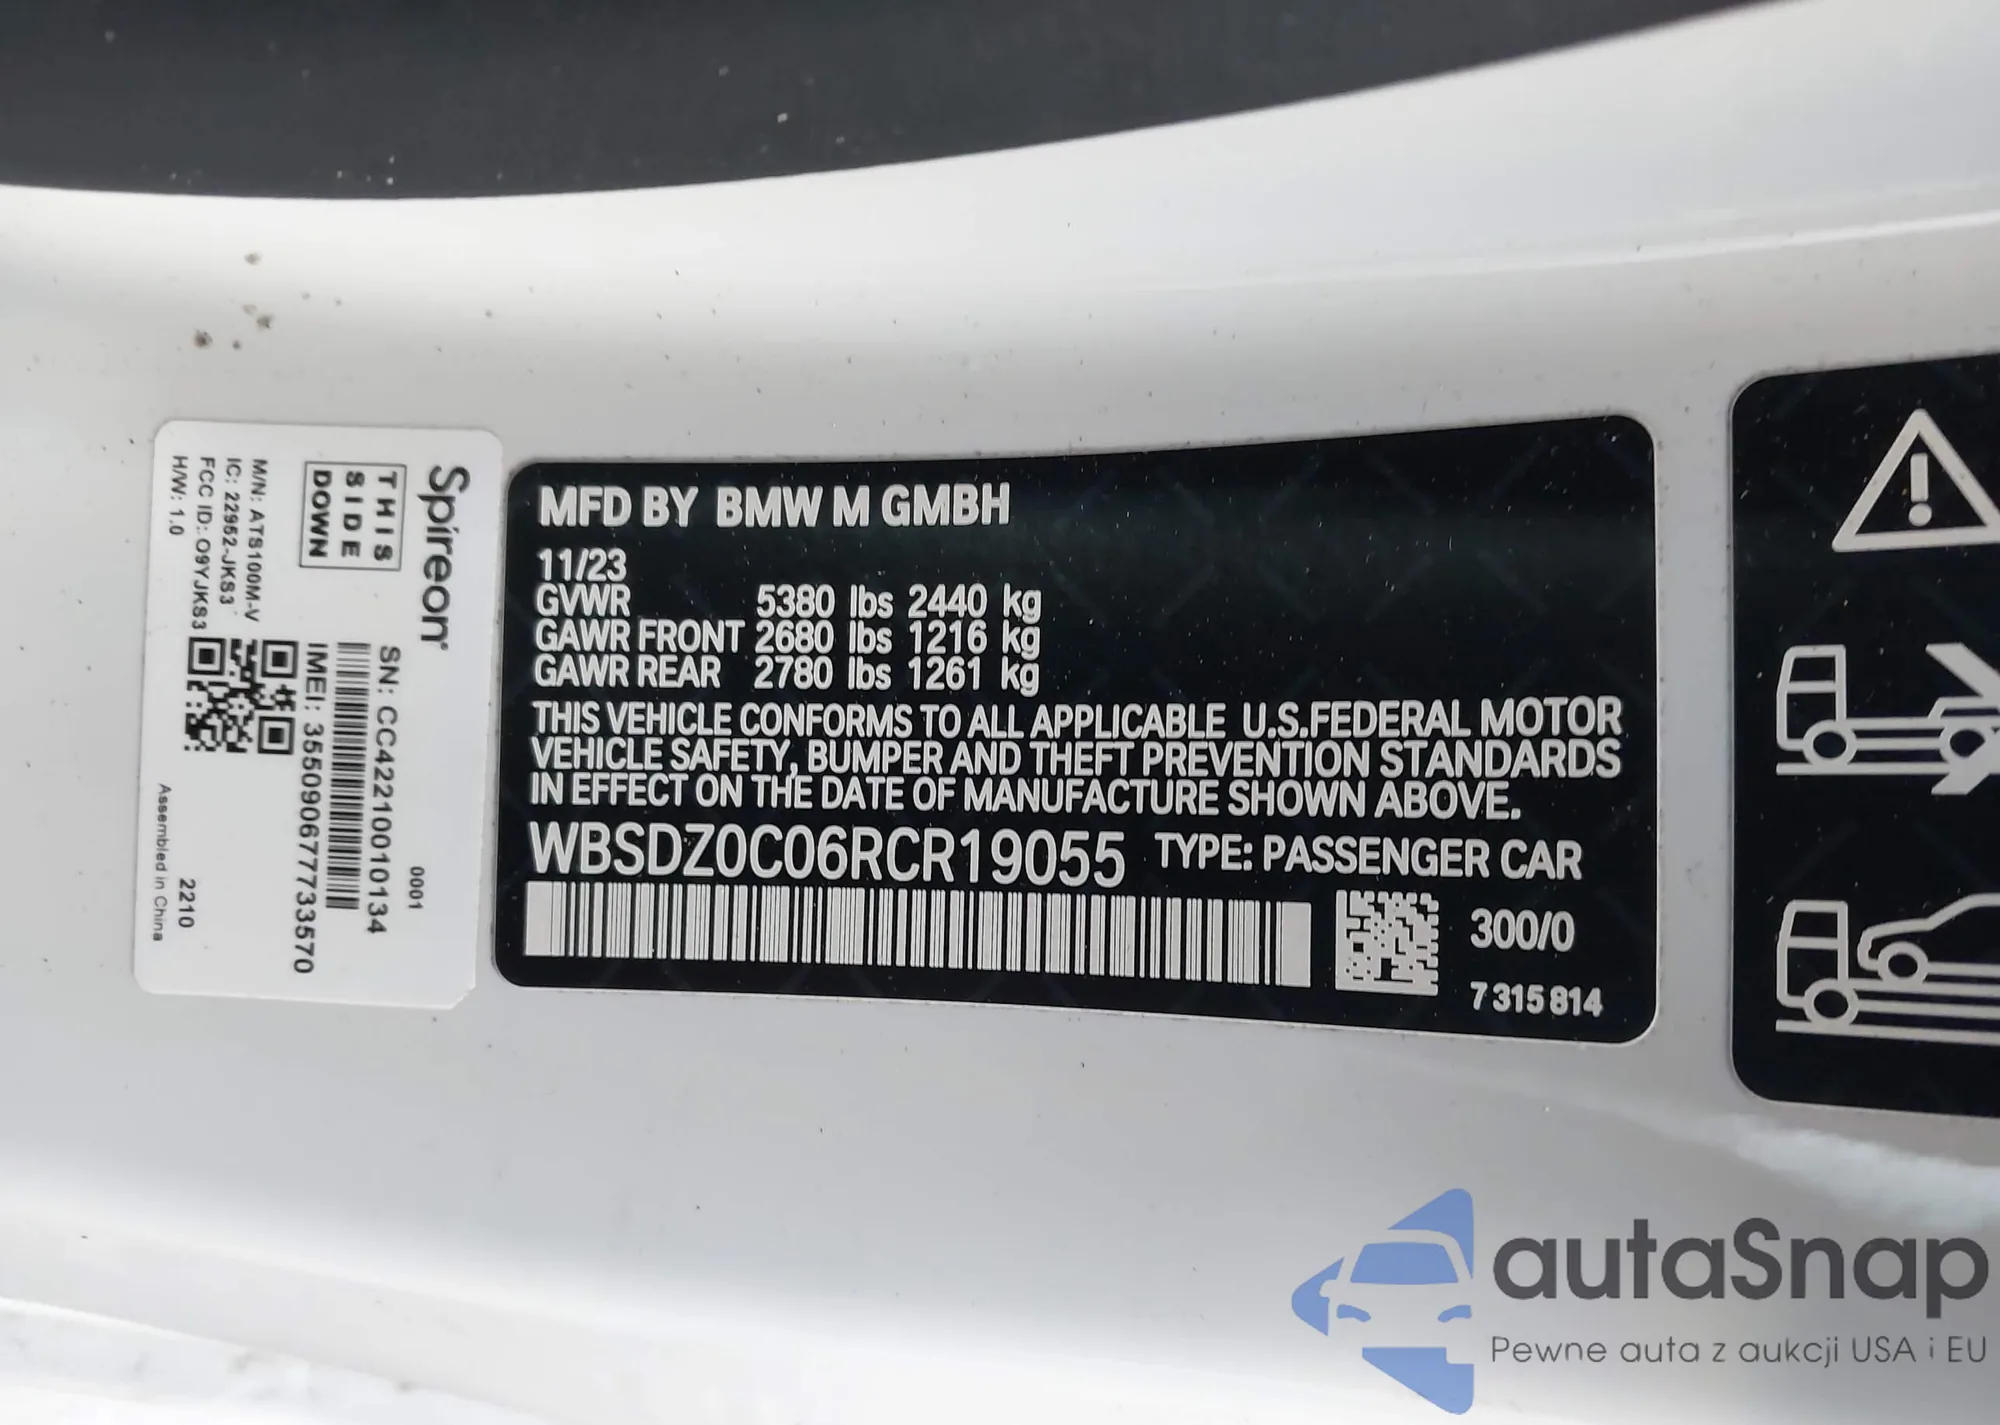 Spireon
THIS
SIDE
DOWN
M/N: ATS100M-V
IC: 22952-JKS3
FCC ID: O9YJKS3
H/W: 1.0
0001
SN: CC4221001010134
IMEI: 355090677733570
2210
Assembled in China
MFD BY BMW M GMBH
11/23
GVWR 5380 lbs 2440 kg
GAWR FRONT 2680 lbs 1216 kg
GAWR REAR 2780 lbs 1261 kg
THIS VEHICLE CONFORMS TO ALL APPLICABLE U.S.FEDERAL MOTOR
VEHICLE SAFETY, BUMPER AND THEFT PREVENTION STANDARDS
IN EFFECT ON THE DATE OF MANUFACTURE SHOWN ABOVE.
WBSDZ0C06RCR19055 TYPE: PASSENGER CAR
300/0
7 315 814
autaSnap
Pewne auta z aukcji USA i EU